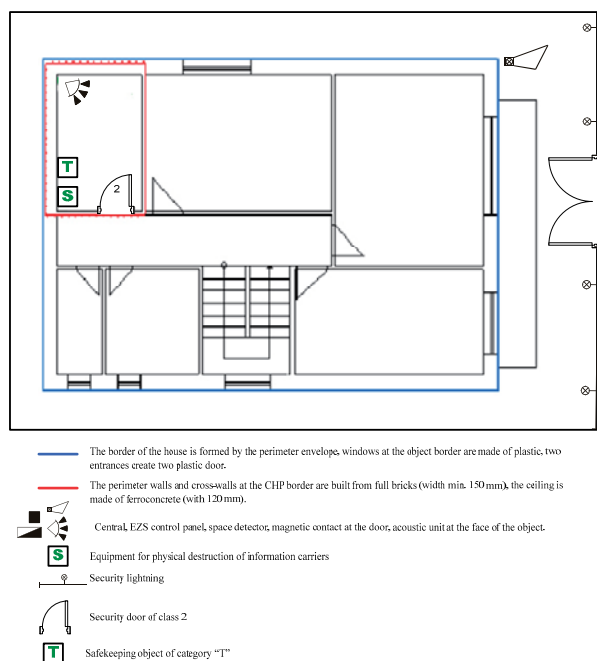 T
S
2
The border of the house is formed by the perimeter envelope, windows at the object border are made of plastic, two
entrances create two plastic door.
The perimeter walls and cross-walls at the CHP border are built from full bricks (width min. 150 mm), the ceiling is
made of ferroconcrete (with 120 mm).
Central, EZS control panel, space detector, magnetic contact at the door, acoustic unit at the face of the object.
S Equipment for physical destruction of information carriers
Security lightning
Security door of class 2
T Safekeeping object of category “T”